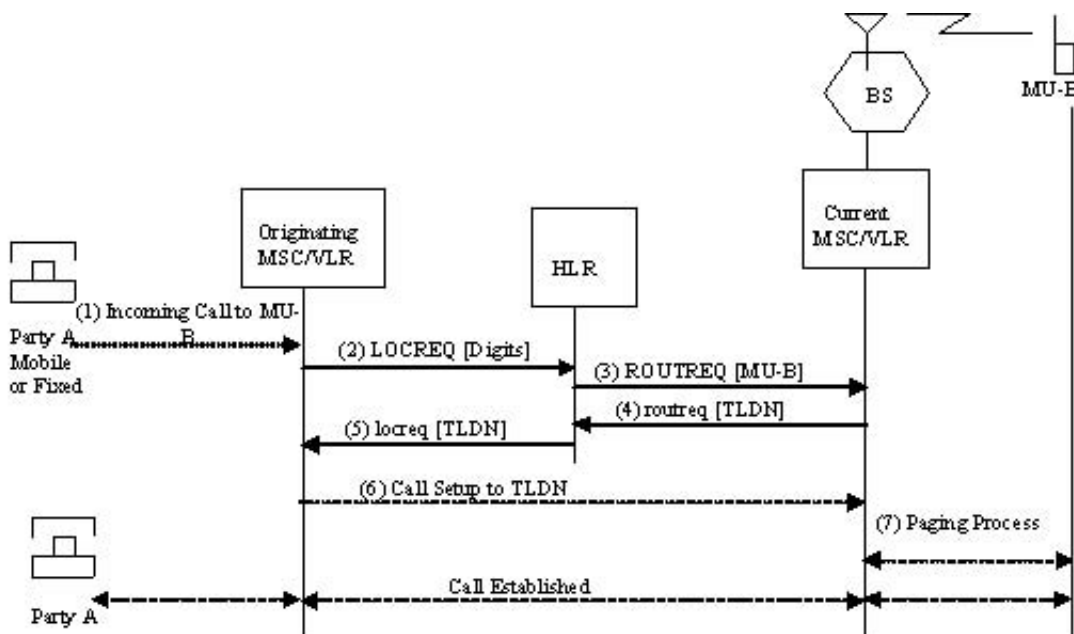 BS
MU-B
Originating
MSC/VLR
HLR
Current
MSC/VLR
(1) Incoming Call to MU-
B
Party A
Mobile
or Fixed
(2) LOCREQ [Digits]
(3) ROUTREQ [MU-B]
(4) routreq [TLDN]
(5) locreq [TLDN]
(6) Call Setup to TLDN
(7) Paging Process
Call Established
Party A